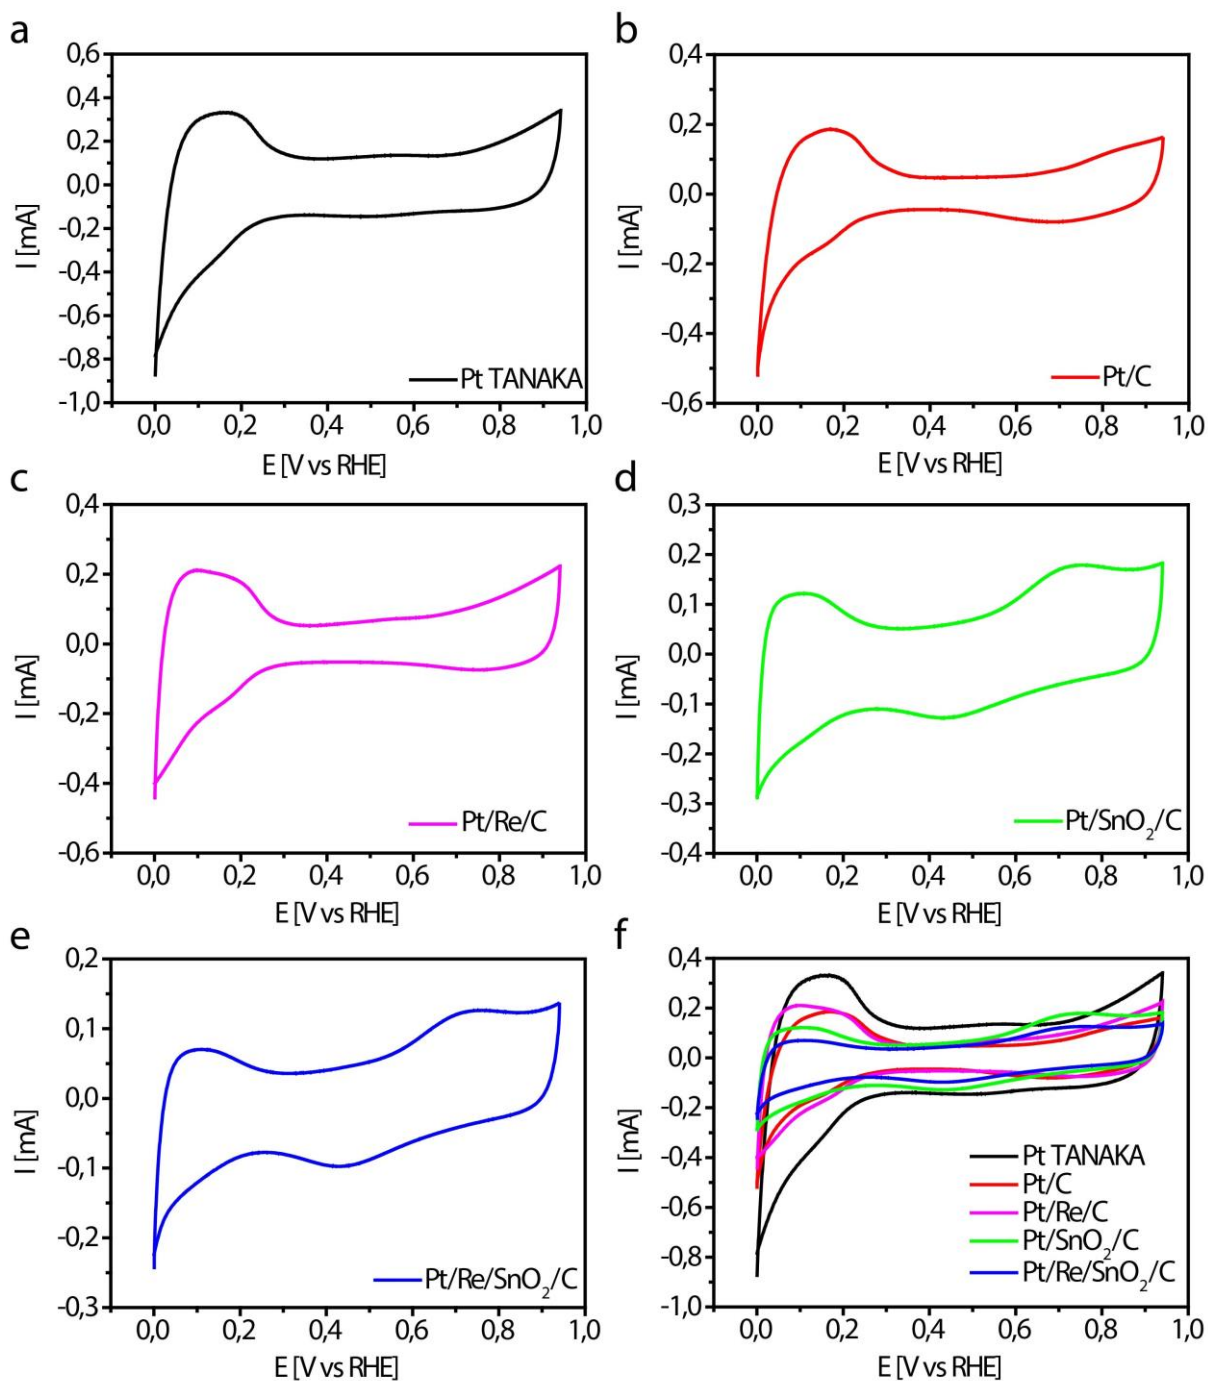 a
0,6
0,4
0,2
0,0
-0,2
-0,4
-0,6
-0,8
-1,0
I [mA]
Pt TANAKA
0,0 0,2 0,4 0,6 0,8 1,0
E [V vs RHE]
b
0,4
0,2
0,0
-0,2
-0,4
-0,6
I [mA]
Pt/C
0,0 0,2 0,4 0,6 0,8 1,0
E [V vs RHE]
c
0,4
0,2
0,0
-0,2
-0,4
-0,6
I [mA]
Pt/Re/C
0,0 0,2 0,4 0,6 0,8 1,0
E [V vs RHE]
d
0,3
0,2
0,1
0,0
-0,1
-0,2
-0,3
-0,4
I [mA]
Pt/SnO₂/C
0,0 0,2 0,4 0,6 0,8 1,0
E [V vs RHE]
e
0,2
0,1
0,0
-0,1
-0,2
-0,3
I [mA]
Pt/Re/SnO₂/C
0,0 0,2 0,4 0,6 0,8 1,0
E [V vs RHE]
f
0,4
0,2
0,0
-0,2
-0,4
-0,6
-0,8
-1,0
I [mA]
Pt TANAKA
Pt/C
Pt/Re/C
Pt/SnO₂/C
Pt/Re/SnO₂/C
0,0 0,2 0,4 0,6 0,8 1,0
E [V vs RHE]